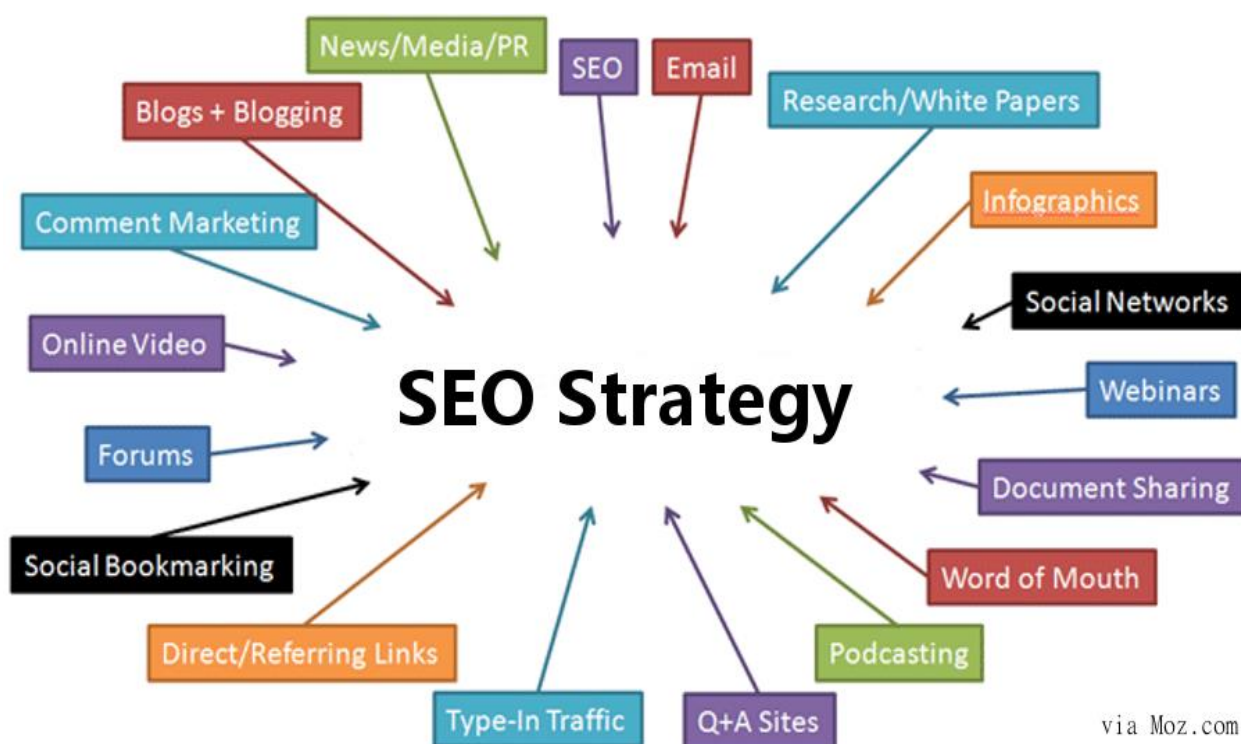 News/Media/PR
SEO
Email
Research/White Papers
Blogs + Blogging
Infographics
Comment Marketing
Social Networks
Online Video
SEO Strategy
Webinars
Forums
Document Sharing
Social Bookmarking
Word of Mouth
Direct/Referring Links
Podcasting
Type-In Traffic
Q+A Sites
via Moz.com